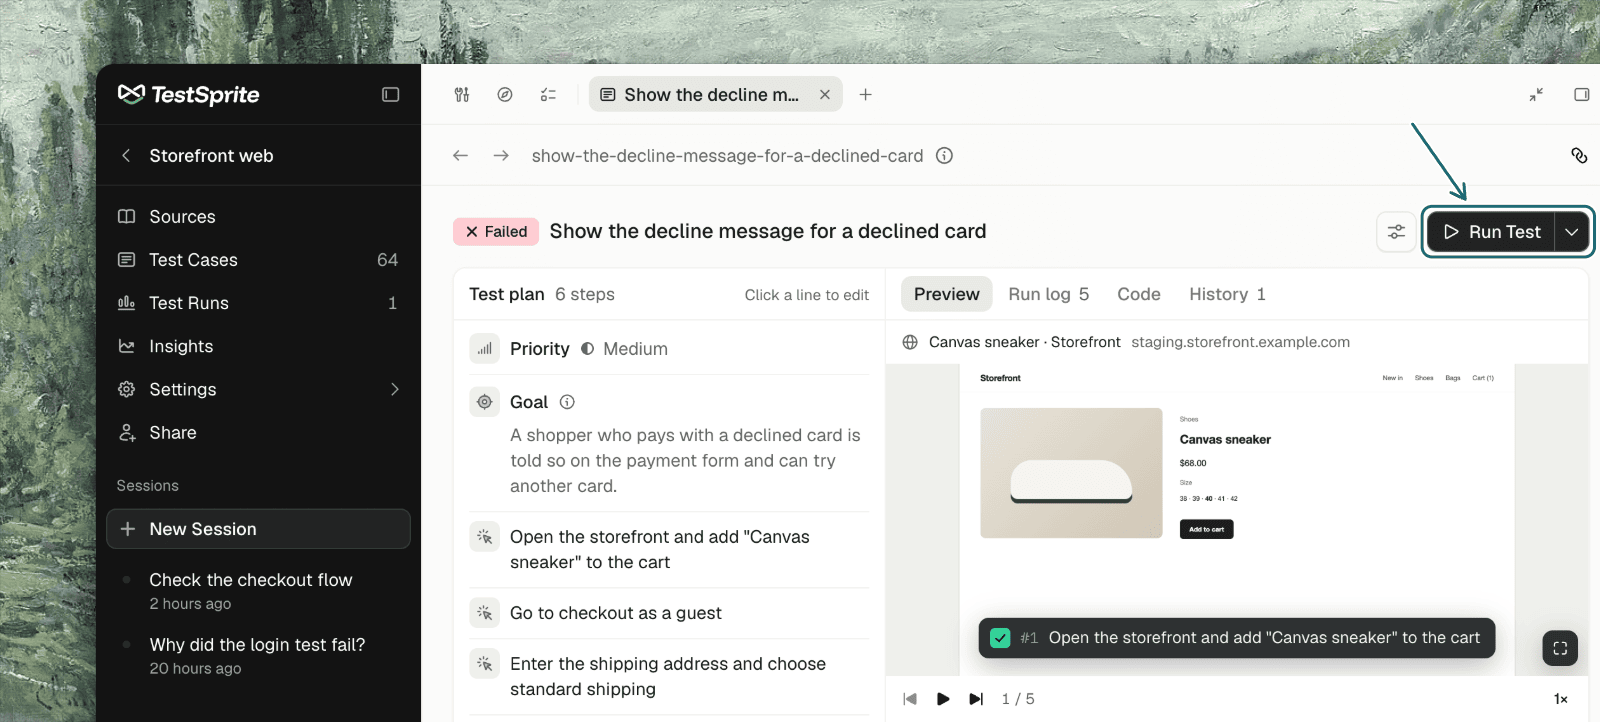 TestSprite
Storefront web
Sources
Test Cases 64
Test Runs 1
Insights
Settings
Share
Sessions
New Session
Check the checkout flow
2 hours ago
Why did the login test fail?
20 hours ago
Show the decline m...
show-the-decline-message-for-a-declined-card
Failed Show the decline message for a declined card
Run Test
Test plan 6 steps Click a line to edit
Priority Medium
Goal
A shopper who pays with a declined card is
told so on the payment form and can try
another card.
Open the storefront and add "Canvas
sneaker" to the cart
Go to checkout as a guest
Enter the shipping address and choose
standard shipping
Preview Run log 5 Code History 1
Canvas sneaker · Storefront staging.storefront.example.com
Storefront New in Shoes Bags Cart (1)
Shoes
Canvas sneaker
$68.00
Size
38 · 39 · 40 · 41 · 42
Add to cart
#1 Open the storefront and add "Canvas sneaker" to the cart
1 / 5 1×